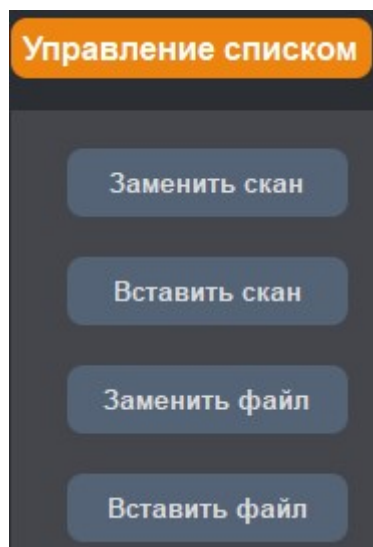 Управление списком
Заменить скан
Вставить скан
Заменить файл
Вставить файл